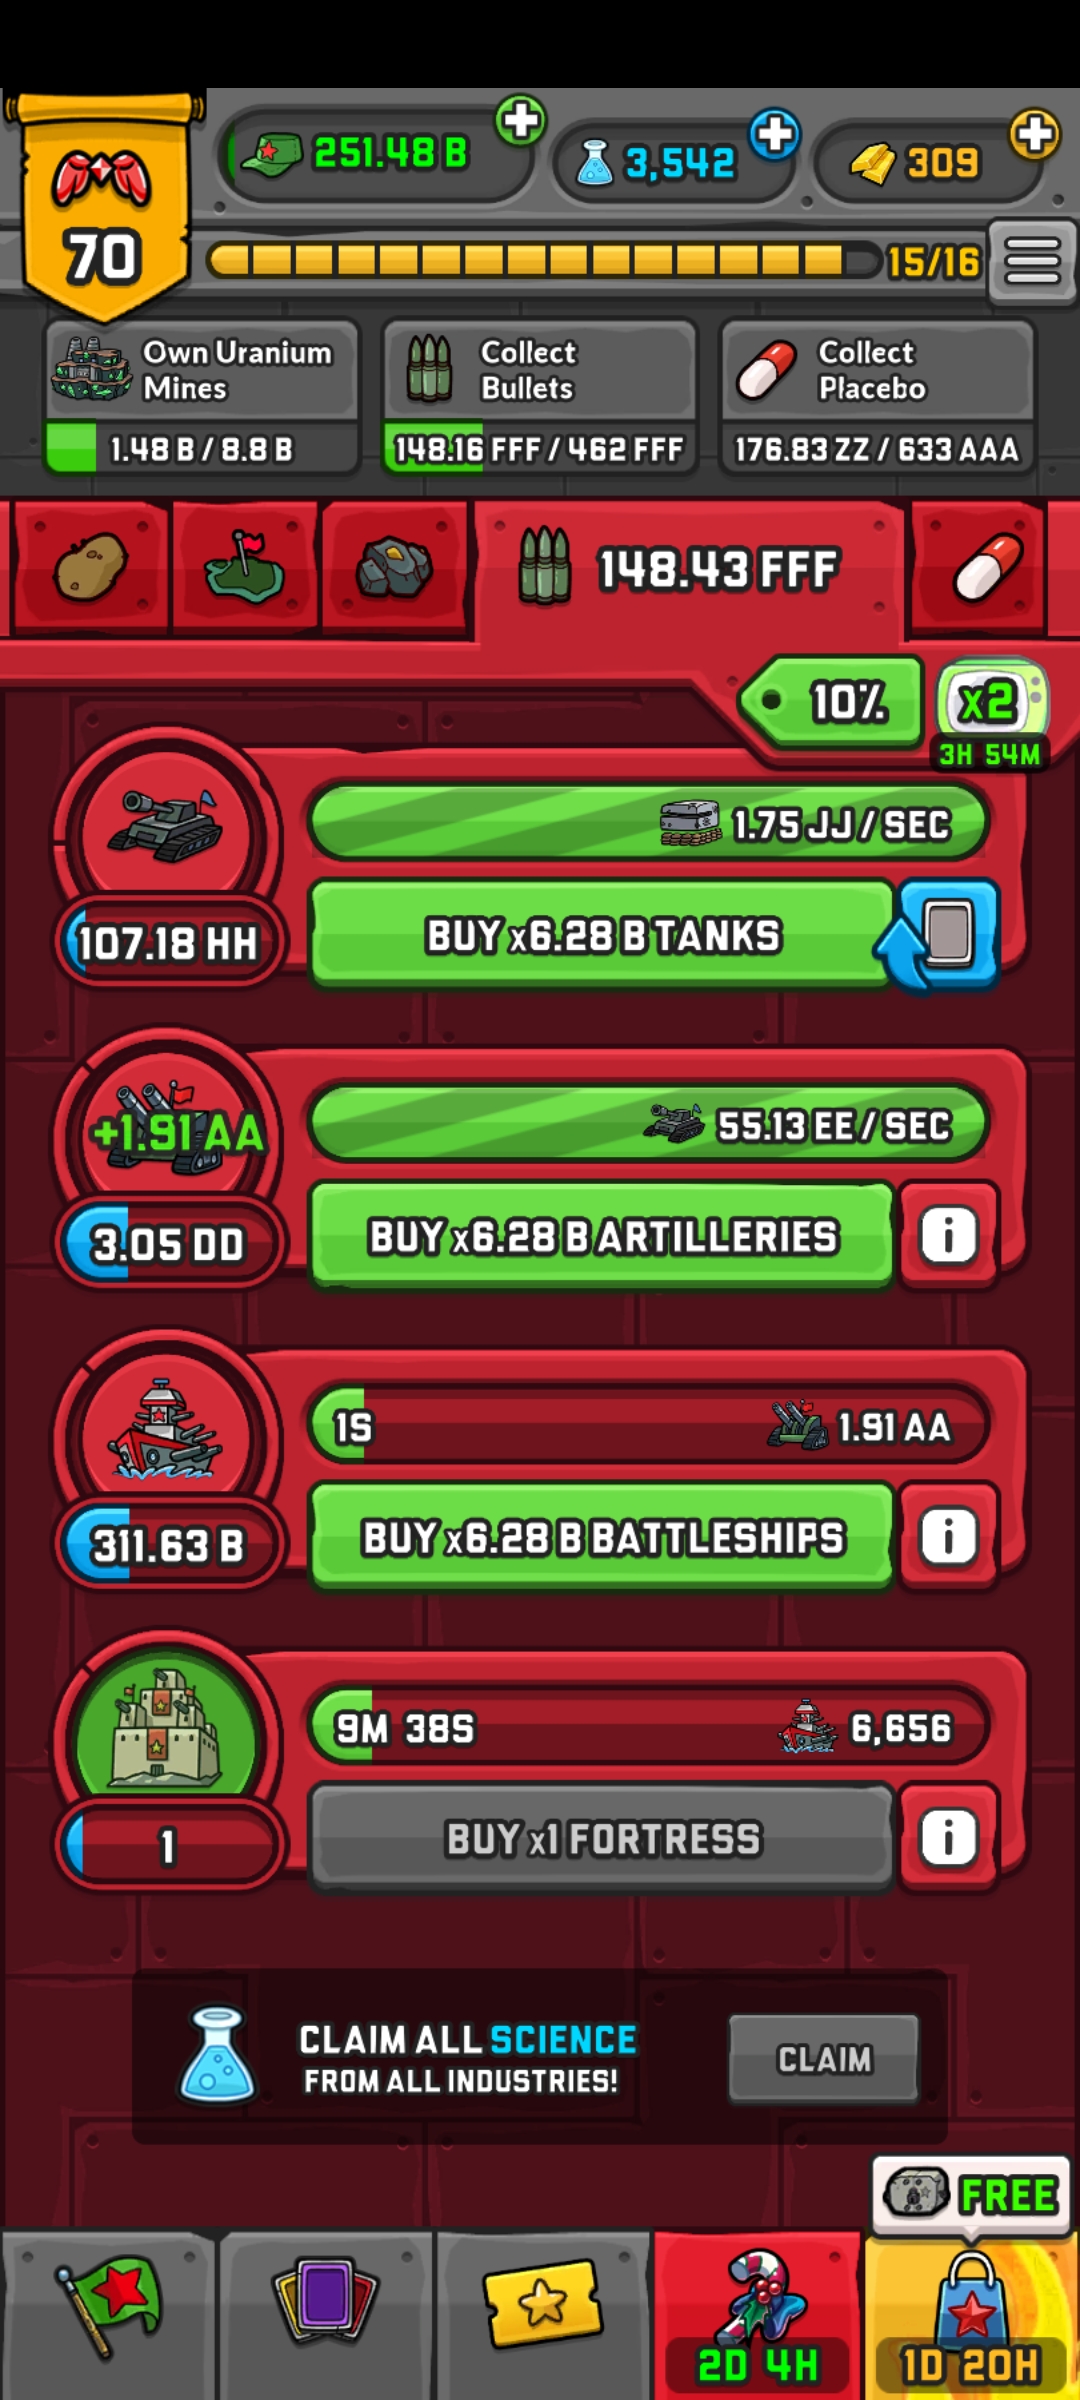 70
251.48 B
3,542
309
15/16
Own Uranium
Mines
1.48 B / 8.8 B
Collect
Bullets
148.16 FFF / 462 FFF
Collect
Placebo
176.83 ZZ / 633 AAA
148.43 FFF
10%
x2
3H 54M
1.75 JJ / SEC
107.18 HH
BUY x6.28 B TANKS
+1.91 AA
55.13 EE / SEC
3.05 DD
BUY x6.28 B ARTILLERIES
i
1S
1.91 AA
311.63 B
BUY x6.28 B BATTLESHIPS
i
9M 38S
6,656
1
BUY x1 FORTRESS
i
CLAIM ALL SCIENCE
FROM ALL INDUSTRIES!
CLAIM
FREE
2D 4H
1D 20H